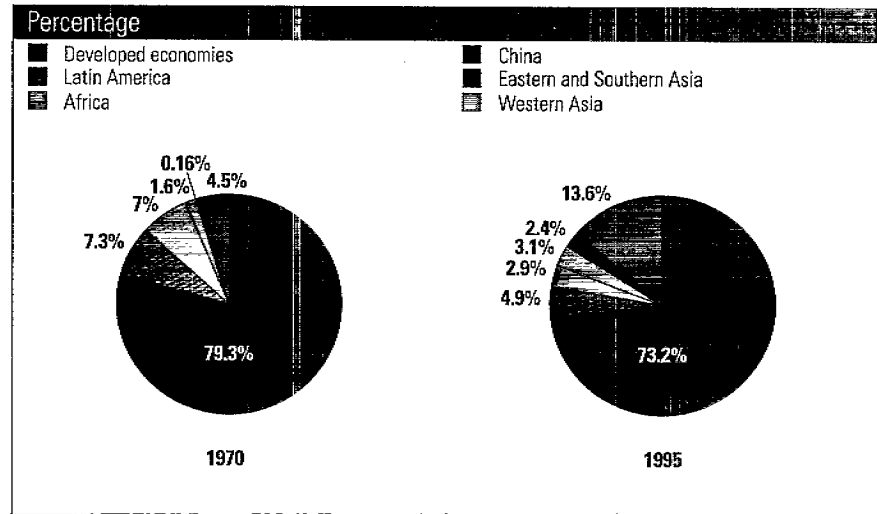 Percentage
Developed economies
Latin America
Africa
China
Eastern and Southern Asia
Western Asia
0.16%
1.6%
4.5%
7%
7.3%
79.3%
1970
13.6%
2.4%
3.1%
2.9%
4.9%
73.2%
1995